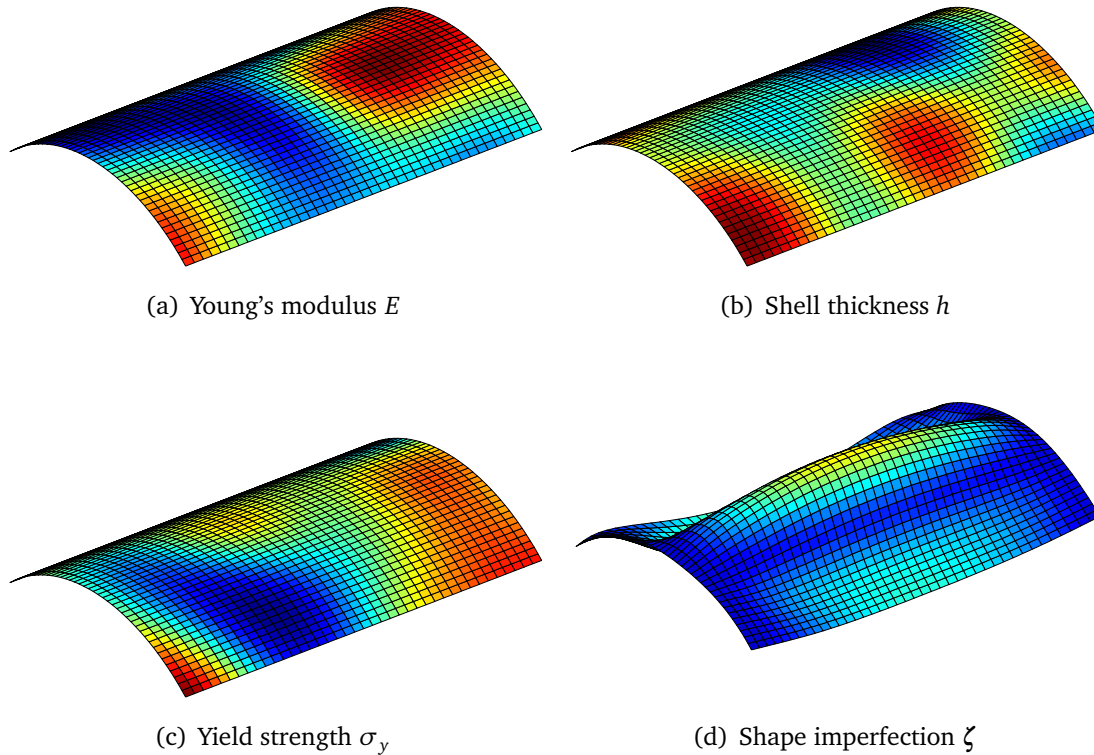 (a) Young's modulus E
(b) Shell thickness h
(c) Yield strength σy
(d) Shape imperfection ζ